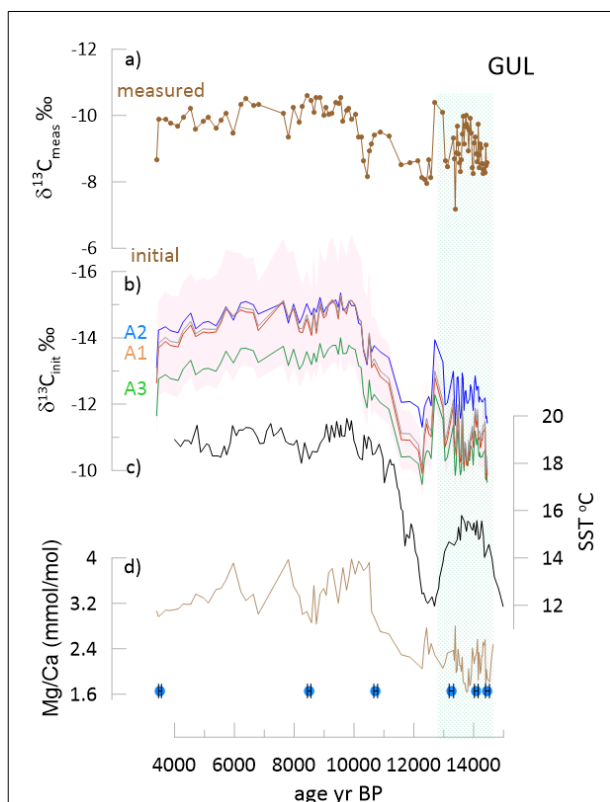 -12
a)
GUL
measured
-10
δ¹³C_meas ‰
-8
-6
initial
-16
b)
A2
-14
A1
δ¹³C_init ‰
A3
-12
20
-10
c)
18
SST °C
16
4
d)
14
Mg/Ca (mmol/mol)
3.2
12
2.4
1.6
4000 6000 8000 10000 12000 14000
age yr BP